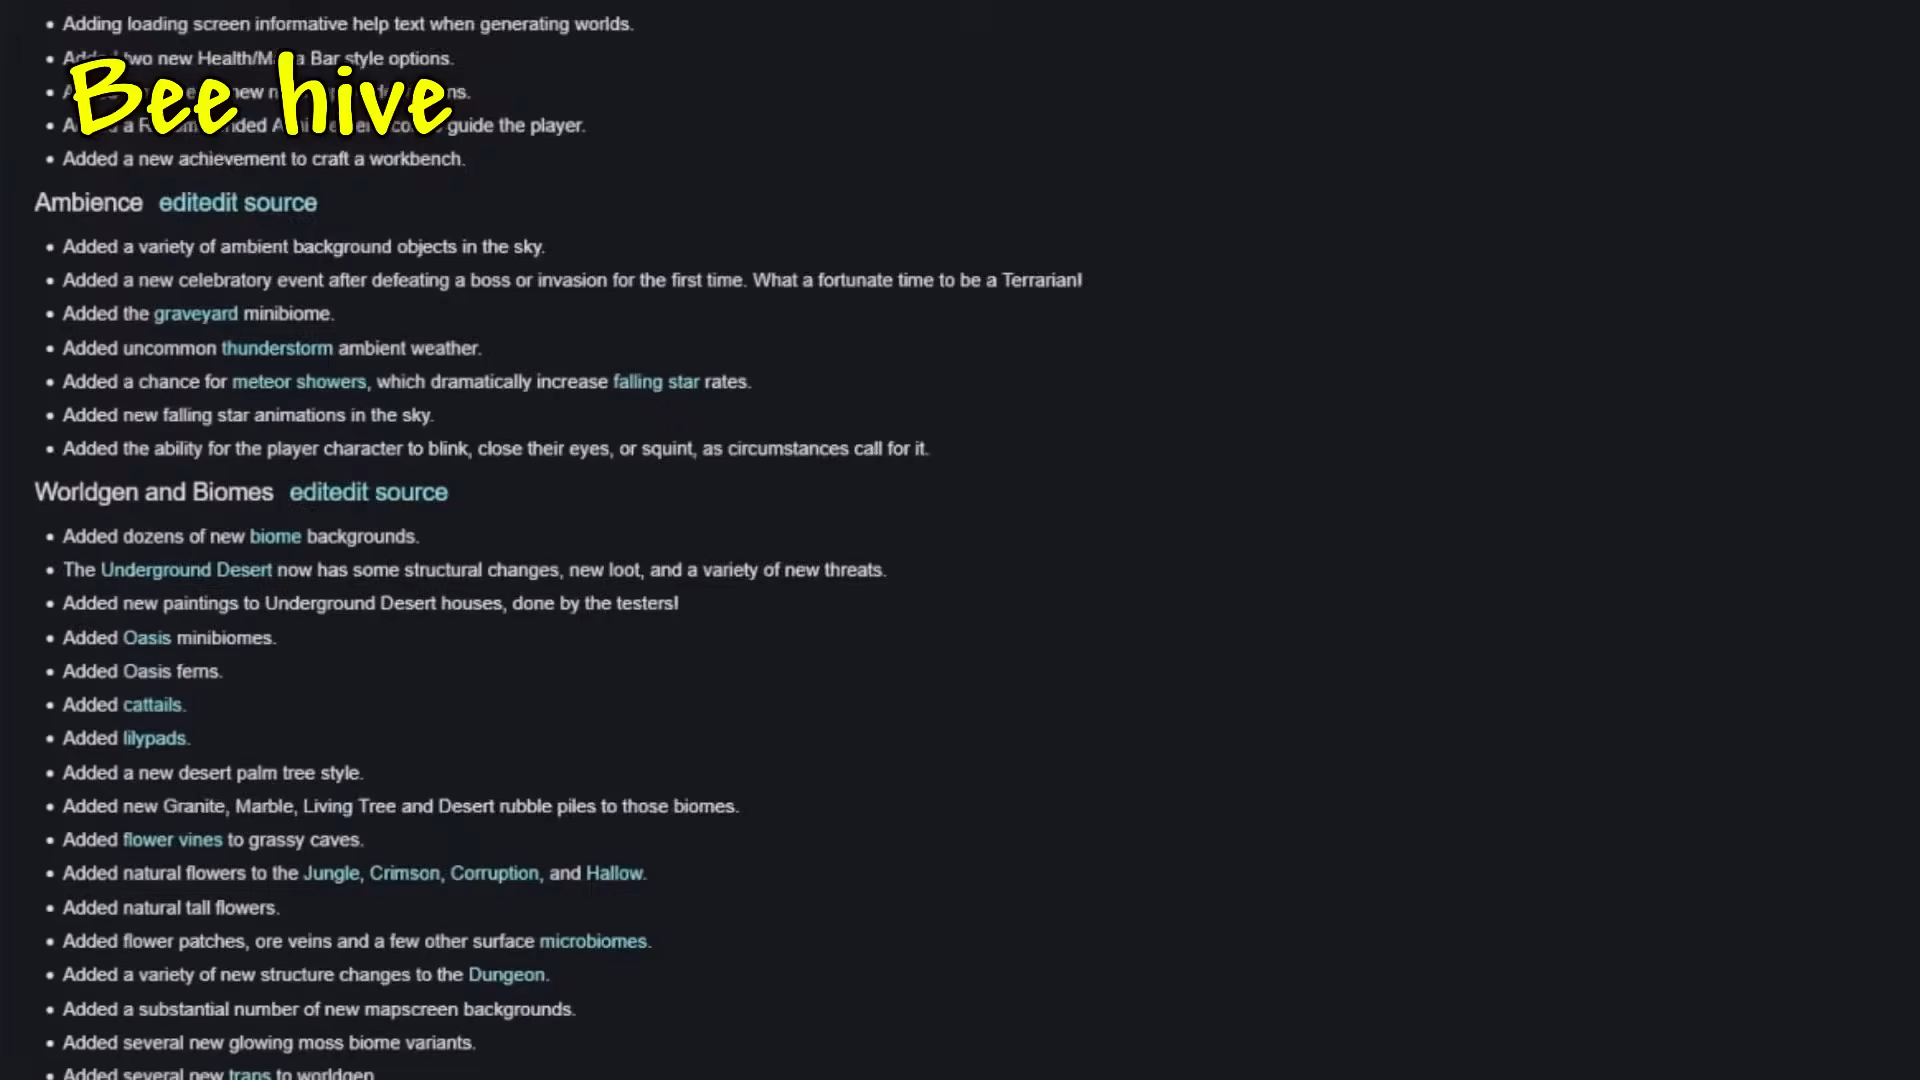 Adding loading screen informative help text when generating worlds.
two new Health/M a Bar style options.
Bee hive
new
a guide the player.
Added a new achievement to craft a workbench.
Ambience editedit source
Added a variety of ambient background objects in the sky.
Added a new celebratory event after defeating a boss or invasion for the first time. What a fortunate time to be a Terrarian!
Added the graveyard minibiome.
Added uncommon thunderstorm ambient weather.
Added a chance for meteor showers, which dramatically increase falling star rates.
Added new falling star animations in the sky.
Added the ability for the player character to blink, close their eyes, or squint, as circumstances call for it.
Worldgen and Biomes editedit source
Added dozens of new biome backgrounds.
The Underground Desert now has some structural changes, new loot, and a variety of new threats.
Added new paintings to Underground Desert houses, done by the testers!
Added Oasis minibiomes.
Added Oasis ferns.
Added cattails.
Added lilypads.
Added a new desert palm tree style.
Added new Granite, Marble, Living Tree and Desert rubble piles to those biomes.
Added flower vines to grassy caves.
Added natural flowers to the Jungle, Crimson, Corruption, and Hallow.
Added natural tall flowers.
Added flower patches, ore veins and a few other surface microbiomes.
Added a variety of new structure changes to the Dungeon.
Added a substantial number of new mapscreen backgrounds.
Added several new glowing moss biome variants.
Added several new traps to worldgen